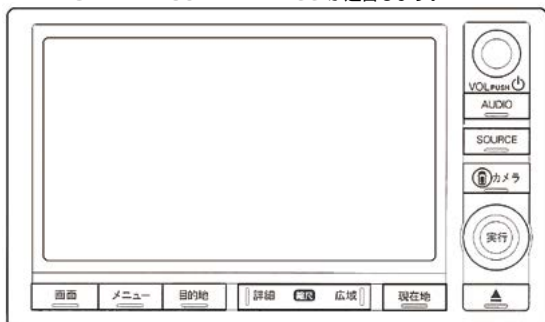 VOL PUSH
AUDIO
SOURCE
カメラ
実行
画面
メニュー
目的地
詳細 縮尺 広域
現在地